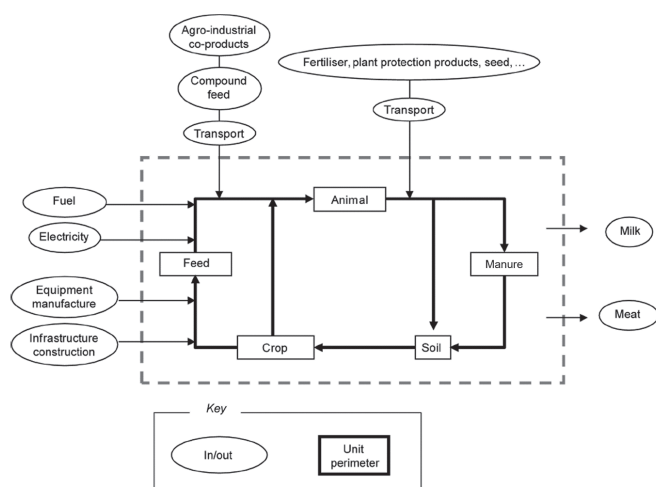 Agro-industrial
co-products
Compound
feed
Transport
Fertiliser, plant protection products, seed, ...
Transport
Fuel
Electricity
Equipment
manufacture
Infrastructure
construction
Animal
Feed
Manure
Crop
Soil
Milk
Meat
Key
In/out
Unit
perimeter